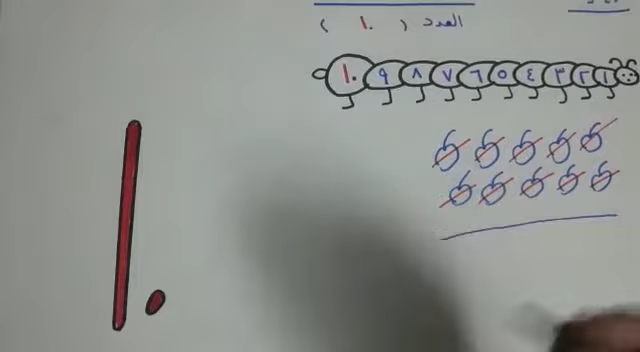 العدد ( ١٠ )
١ ٢ ٣ ٤ ٥ ٦ ٧ ٨ ٩ ١٠
١٠